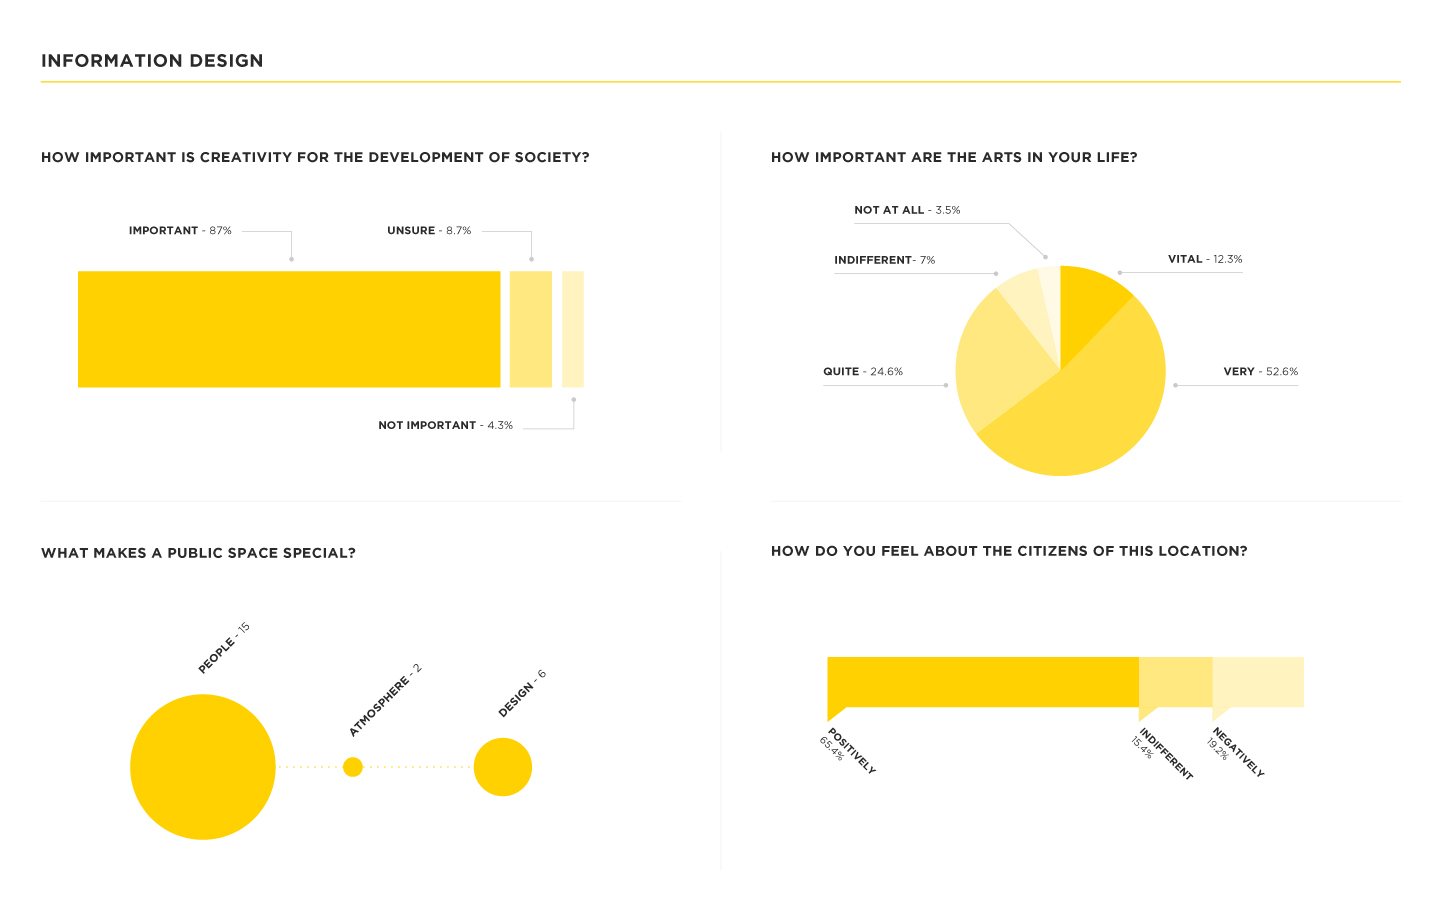 INFORMATION DESIGN
HOW IMPORTANT IS CREATIVITY FOR THE DEVELOPMENT OF SOCIETY?
IMPORTANT - 87%
UNSURE - 8.7%
NOT IMPORTANT - 4.3%
HOW IMPORTANT ARE THE ARTS IN YOUR LIFE?
NOT AT ALL - 3.5%
INDIFFERENT- 7%
VITAL - 12.3%
QUITE - 24.6%
VERY - 52.6%
WHAT MAKES A PUBLIC SPACE SPECIAL?
PEOPLE - 15
ATMOSPHERE - 2
DESIGN - 6
HOW DO YOU FEEL ABOUT THE CITIZENS OF THIS LOCATION?
POSITIVELY
65.4%
INDIFFERENT
15.4%
NEGATIVELY
19.2%